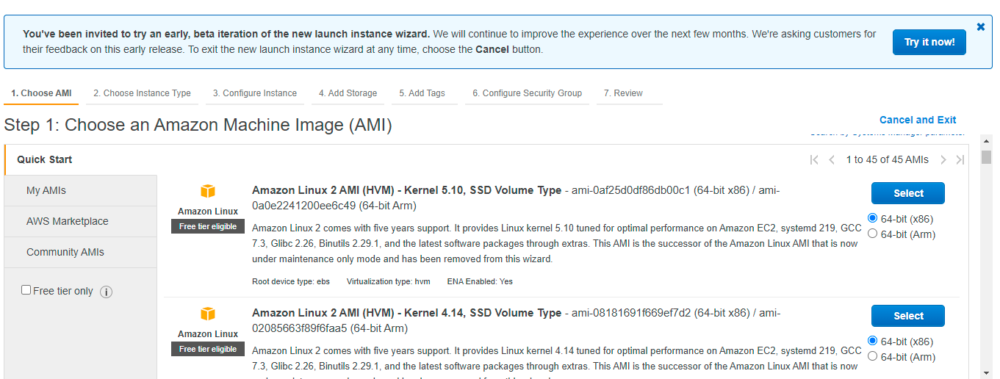 You've been invited to try an early, beta iteration of the new launch instance wizard. We will continue to improve the experience over the next few months. We're asking customers for
their feedback on this early release. To exit the new launch instance wizard at any time, choose the Cancel button.
Try it now!
1. Choose AMI
2. Choose Instance Type
3. Configure Instance
4. Add Storage
5. Add Tags
6. Configure Security Group
7. Review
Step 1: Choose an Amazon Machine Image (AMI)
Cancel and Exit
Search by Systems Manager parameter
Quick Start
1 to 45 of 45 AMIs
My AMIs
AWS Marketplace
Community AMIs
Free tier only
Amazon Linux
Free tier eligible
Amazon Linux 2 AMI (HVM) - Kernel 5.10, SSD Volume Type - ami-0af25d0df86db00c1 (64-bit x86) / ami-
0a0e2241200ee6c49 (64-bit Arm)
Amazon Linux 2 comes with five years support. It provides Linux kernel 5.10 tuned for optimal performance on Amazon EC2, systemd 219, GCC
7.3, Glibc 2.26, Binutils 2.29.1, and the latest software packages through extras. This AMI is the successor of the Amazon Linux AMI that is now
under maintenance only mode and has been removed from this wizard.
Root device type: ebs
Virtualization type: hvm
ENA Enabled: Yes
Select
64-bit (x86)
64-bit (Arm)
Amazon Linux
Free tier eligible
Amazon Linux 2 AMI (HVM) - Kernel 4.14, SSD Volume Type - ami-08181691f669ef7d2 (64-bit x86) / ami-
02085663f89f6faa5 (64-bit Arm)
Amazon Linux 2 comes with five years support. It provides Linux kernel 4.14 tuned for optimal performance on Amazon EC2, systemd 219, GCC
7.3, Glibc 2.26, Binutils 2.29.1, and the latest software packages through extras. This AMI is the successor of the Amazon Linux AMI that is now
Select
64-bit (x86)
64-bit (Arm)